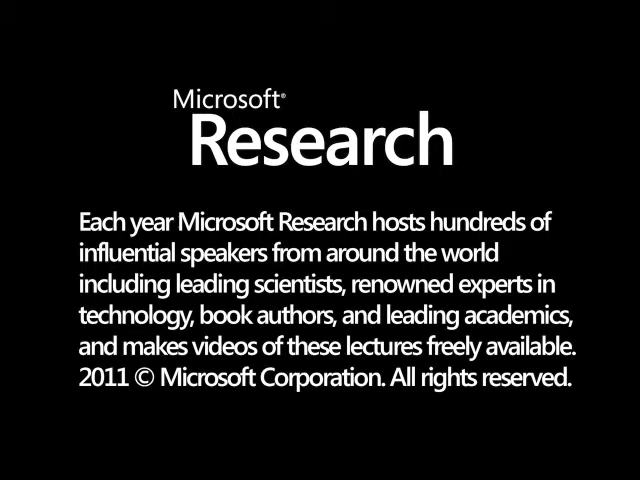 Microsoft®
Research
Each year Microsoft Research hosts hundreds of
influential speakers from around the world
including leading scientists, renowned experts in
technology, book authors, and leading academics,
and makes videos of these lectures freely available.
2011 © Microsoft Corporation. All rights reserved.